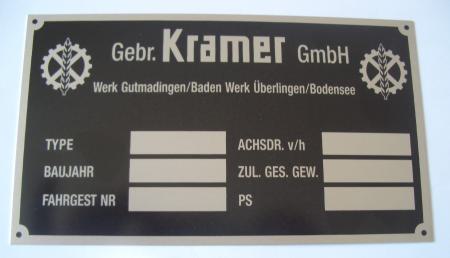 Gebr. Kramer GmbH
Werk Gutmadingen/Baden Werk Überlingen/Bodensee
TYPE ACHSDR. v/h
BAUJAHR ZUL. GES. GEW.
FAHRGEST NR PS